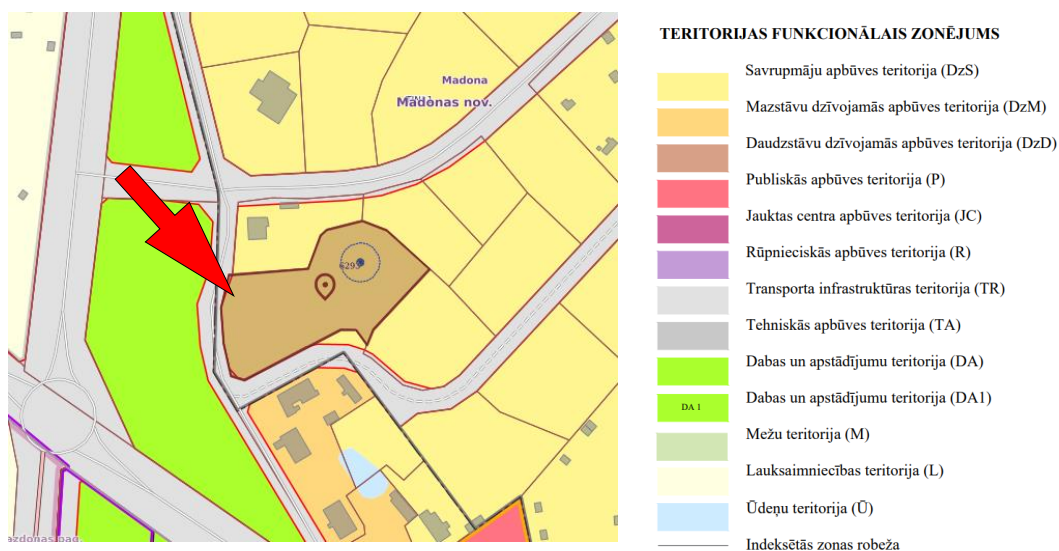 Madona
Madonas nov.
TERITORIJAS FUNKCIONĀLAIS ZONĒJUMS
Savrupmāju apbūves teritorija (DzS)
Mazstāvu dzīvojamās apbūves teritorija (DzM)
Daudzstāvu dzīvojamās apbūves teritorija (DzD)
Publiskās apbūves teritorija (P)
Jauktas centra apbūves teritorija (JC)
Rūpnieciskās apbūves teritorija (R)
Transporta infrastruktūras teritorija (TR)
Tehniskās apbūves teritorija (TA)
Dabas un apstādījumu teritorija (DA)
DA 1 Dabas un apstādījumu teritorija (DA1)
Mežu teritorija (M)
Lauksaimniecības teritorija (L)
Ūdeņu teritorija (Ū)
Indeksētās zonas robeža